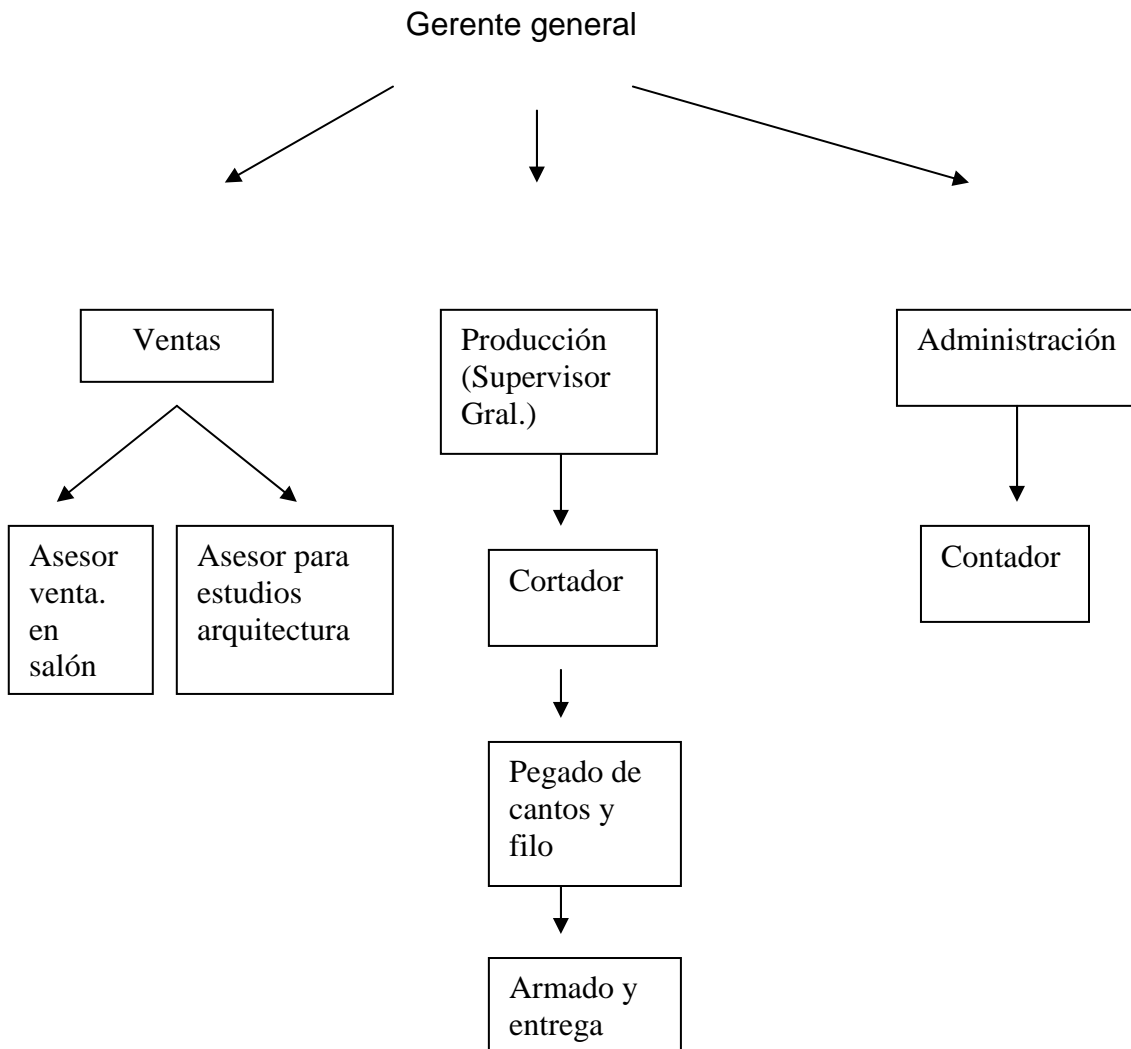 Gerente general
Ventas
Producción
(Supervisor
Gral.)
Administración
Asesor
venta.
en
salón
Asesor para
estudios
arquitectura
Cortador
Contador
Pegado de
cantos y
filo
Armado y
entrega